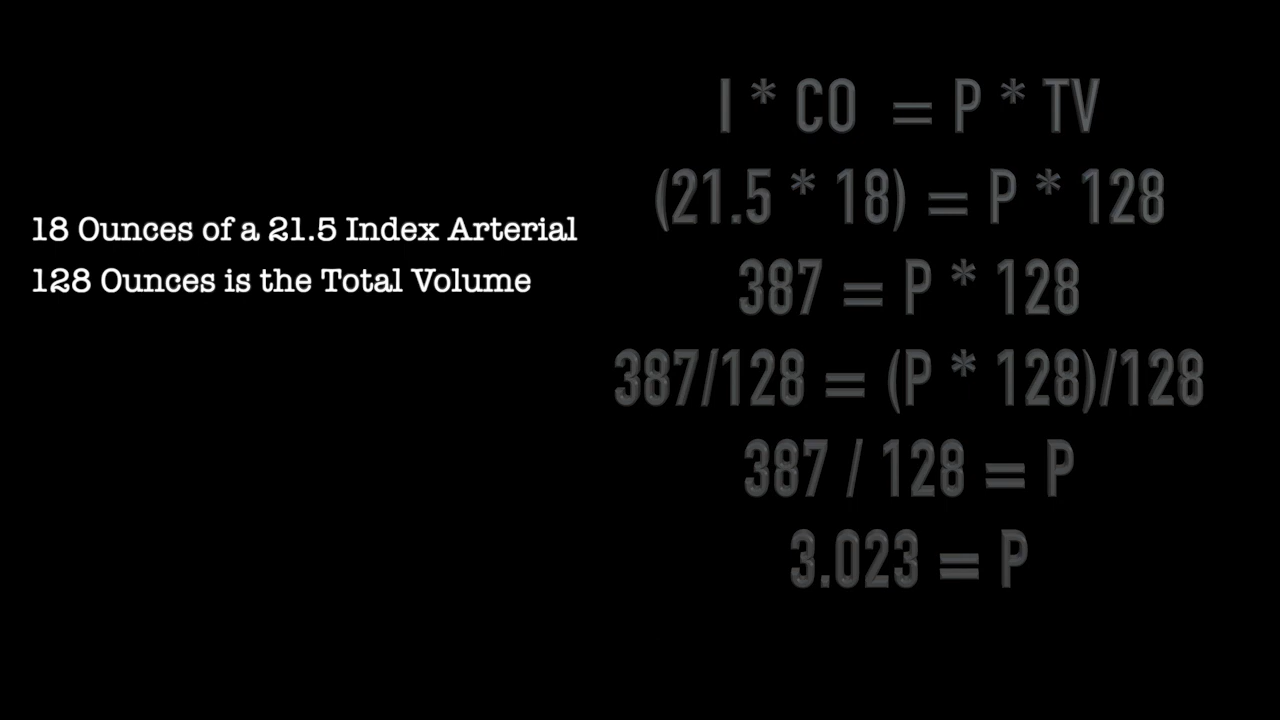 18 Ounces of a 21.5 Index Arterial
128 Ounces is the Total Volume
I * CO = P * TV
(21.5 * 18) = P * 128
387 = P * 128
387/128 = (P * 128)/128
387 / 128 = P
3.023 = P